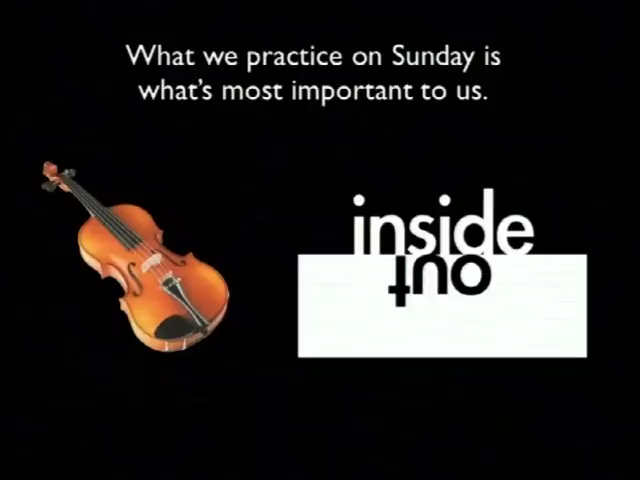 What we practice on Sunday is
what's most important to us.
inside
out